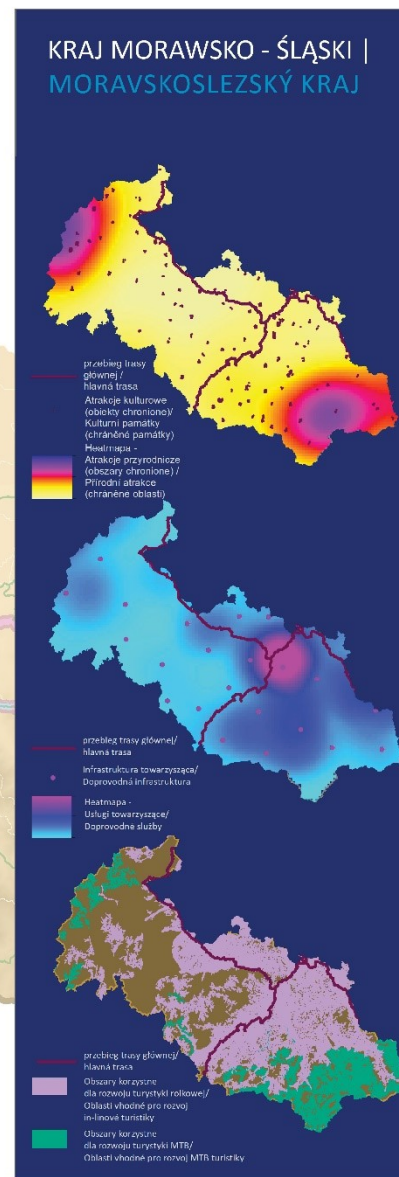 KRAJ MORAWSKO - ŚLĄSKI |
MORAVSKOSLEZSKÝ KRAJ
przebieg trasy
głównej /
hlavná trasa
Atrakcje kulturowe
(obiekty chronione)/
Kulturni památky
(chráněné památky)
Heatmapa -
Atrakcje przyrodnicze
(obszary chronione) /
Přírodní atrakce
(chráněne oblasti)
przebieg trasy głównej/
hlavná trasa
Infrastruktura towarzysząca/
Doprovodná infrastruktura
Heatmapa -
Usługi towarzyszące/
Doprovodne služby
przebieg trasy głównej/
hlavná trasa
Obszary korzystne
dla rozwoju turystyki rolkowej/
Oblasti vhodné pro rozvoj
in-linové turistiky
Obszary korzystne
dla rozwoju turystyki MTB/
Oblasti vhodné pro rozvoj MTB turistiky